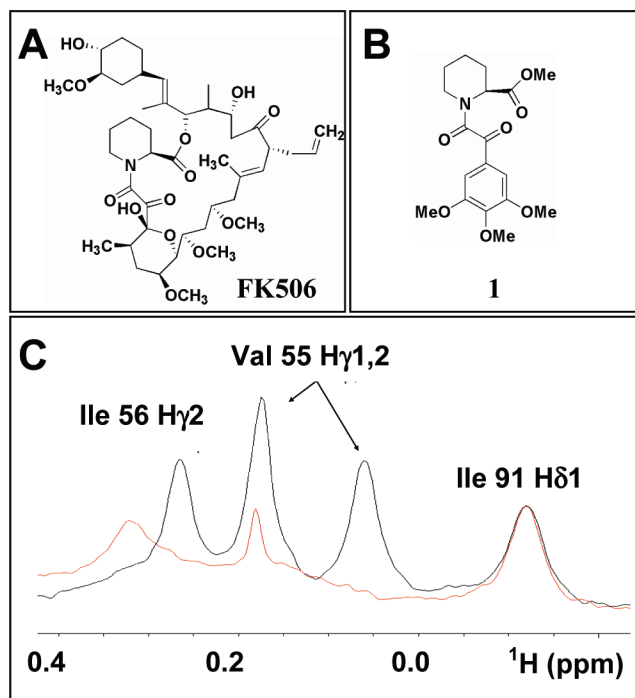 A
HO
H₃CO
OH
O
CH₂
O
H₃C
N
O
O
O
HO
O
OCH₃
H₃C
O
OCH₃
OCH₃
FK506
B
OMe
N
O
O
O
MeO
OMe
OMe
1
C
Val 55 Hγ1,2
Ile 56 Hγ2
Ile 91 Hδ1
0.4 0.2 0.0 ¹H (ppm)